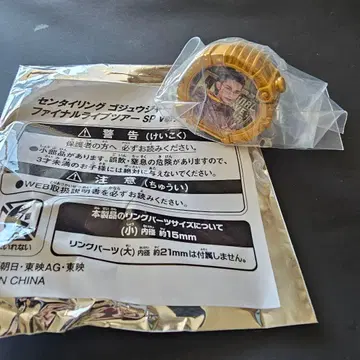 センタイリング ゴジュウジャ
ファイナルライブツアー SP Ve
警告(けいこく)
保護者の方へ 必ずお読みください。
●小部品があります。誤飲・窒息の危険がありますので、
3才未満のお子様には絶対に与えないでください。
注意(ちゅうい)
●WEB取扱説明書を必ずお読みください。
本製品のリングパーツサイズについて
(小) 内径 約15mm
リングパーツ(大) 内径 約21mmは付属しません。
いれない
朝日・東映AG・東映
N CHINA